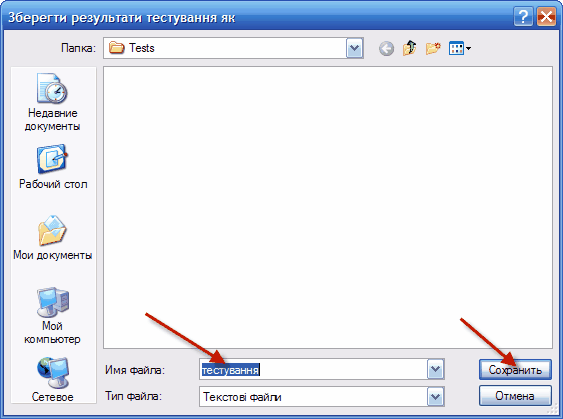 Зберегти результати тестування як
Папка:
Tests
Недавние
документы
Рабочий стол
Мои документы
Мой
компьютер
Сетевое
Имя файла:
тестування
Сохранить
Тип файла:
Текстові файли
Отмена